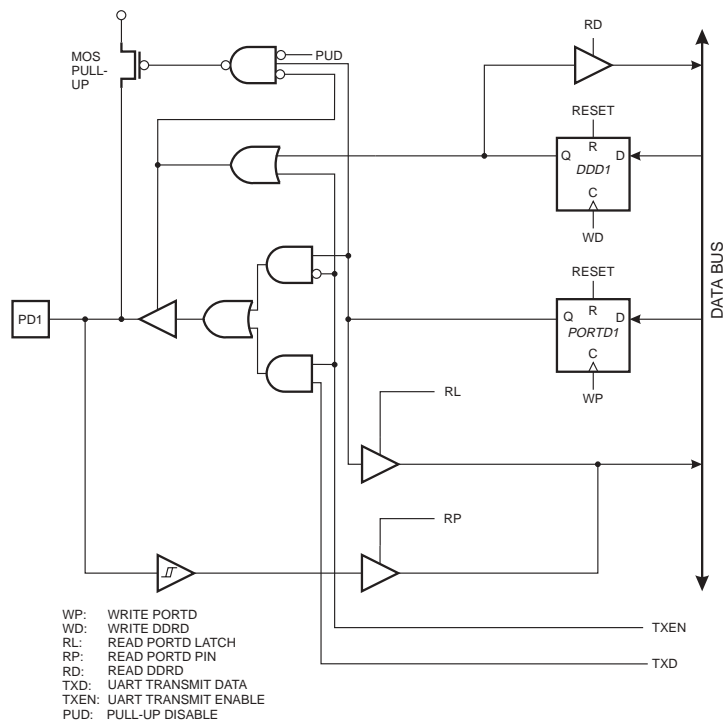 RD
MOS
PULL-
UP
PUD
RESET
R
Q
D
DDD1
C
WD
RESET
R
Q
D
PORTD1
C
WP
PD1
DATA BUS
RL
RP
TXEN
TXD
WP: WRITE PORTD
WD: WRITE DDRD
RL: READ PORTD LATCH
RP: READ PORTD PIN
RD: READ DDRD
TXD: UART TRANSMIT DATA
TXEN: UART TRANSMIT ENABLE
PUD: PULL-UP DISABLE